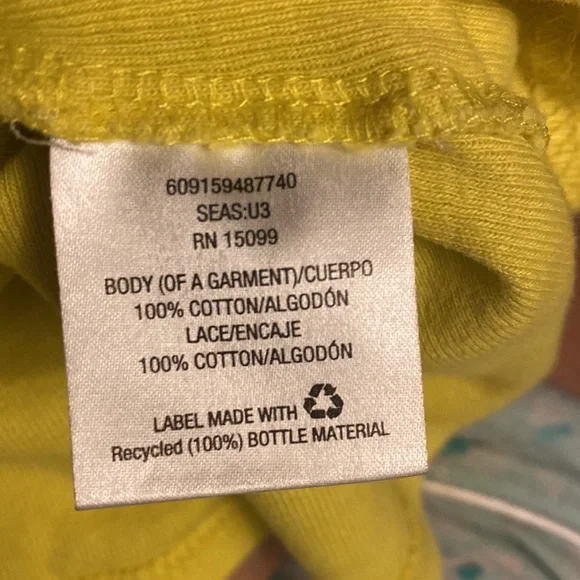 609159487740
SEAS:U3
RN 15099
BODY (OF A GARMENT)/CUERPO
100% COTTON/ALGODÓN
LACE/ENCAJE
100% COTTON/ALGODÓN
LABEL MADE WITH
Recycled (100%) BOTTLE MATERIAL